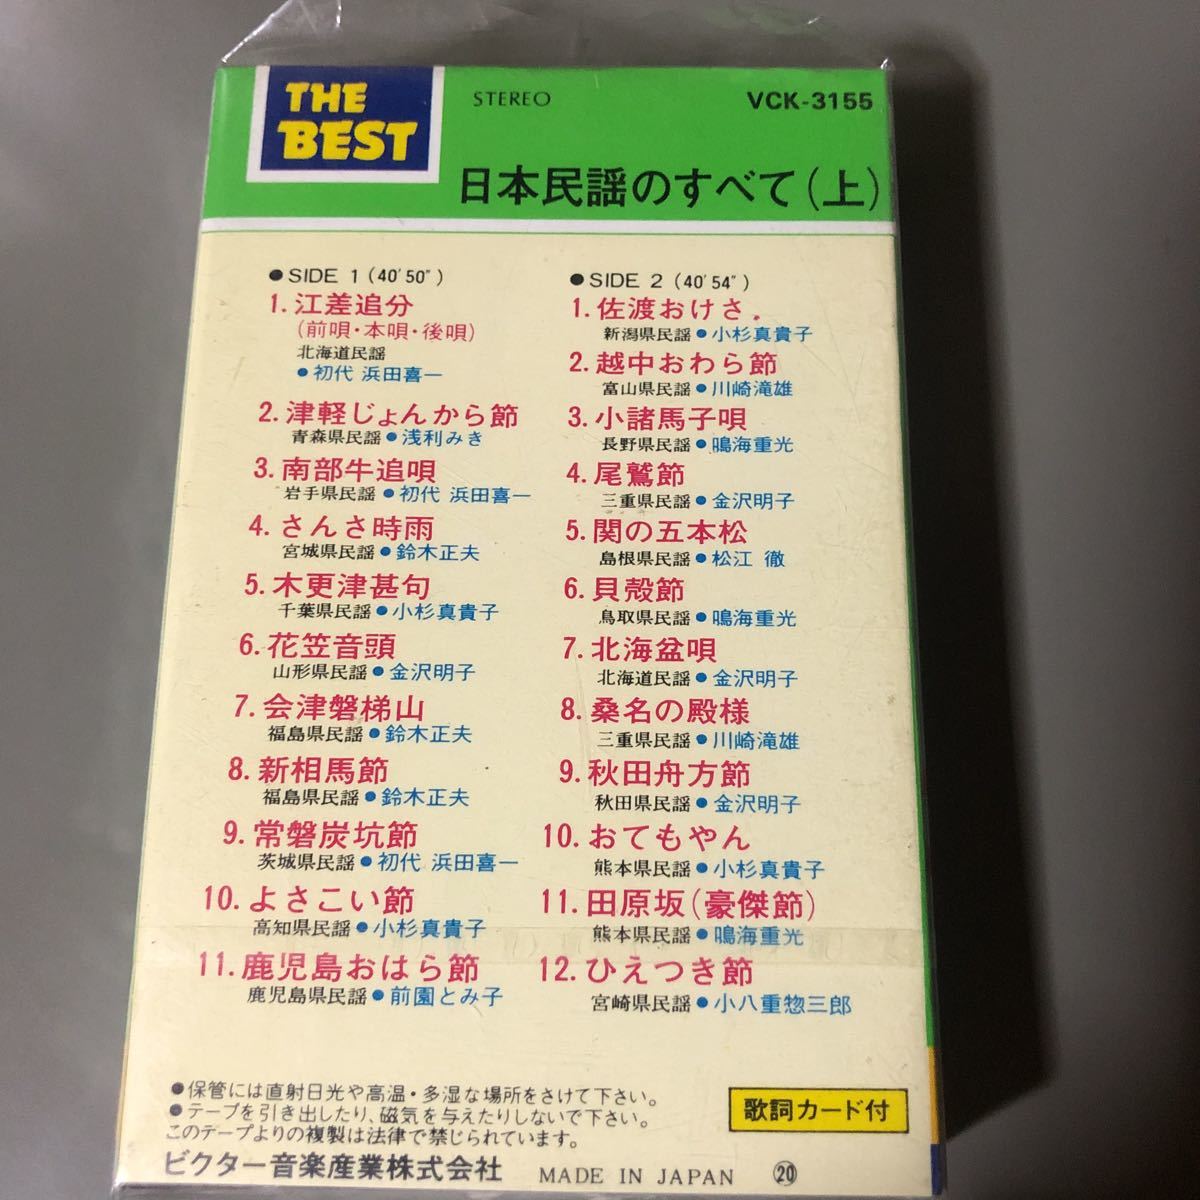 THE
BEST
STEREO
VCK-3155
日本民謡のすべて(上)
●SIDE 1 (40'50")
1.江差追分
(前唄・本唄・後唄)
北海道民謡
●初代 浜田喜一
2.津軽じょんから節
青森県民謡●浅利みき
3.南部牛追唄
岩手県民謡●初代 浜田喜一
4.さんさ時雨
宮城県民謡●鈴木正夫
5.木更津甚句
千葉県民謡●小杉真貴子
6.花笠音頭
山形県民謡●金沢明子
7.会津磐梯山
福島県民謡●鈴木正夫
8.新相馬節
福島県民謡●鈴木正夫
9.常磐炭坑節
茨城県民謡●初代 浜田喜一
10.よさこい節
高知県民謡●小杉真貴子
11.鹿児島おはら節
鹿児島県民謡●前園とみ子
●SIDE 2 (40'54")
1.佐渡おけさ
新潟県民謡●小杉真貴子
2.越中おわら節
富山県民謡●川崎滝雄
3.小諸馬子唄
長野県民謡●鳴海重光
4.尾鷲節
三重県民謡●金沢明子
5.関の五本松
島根県民謡●松江 徹
6.貝殻節
鳥取県民謡●鳴海重光
7.北海盆唄
北海道民謡●金沢明子
8.桑名の殿様
三重県民謡●川崎滝雄
9.秋田舟方節
秋田県民謡●金沢明子
10.おてもやん
熊本県民謡●小杉真貴子
11.田原坂(豪傑節)
熊本県民謡●鳴海重光
12.ひえつき節
宮崎県民謡●小八重惣三郎
●保管には直射日光や高温・多湿な場所をさけて下さい。
●テープを引き出したり、磁気を与えたりしないで下さい。
このテープよりの複製は法律で禁じられています。
歌詞カード付
ビクター音楽産業株式会社 MADE IN JAPAN ⑳